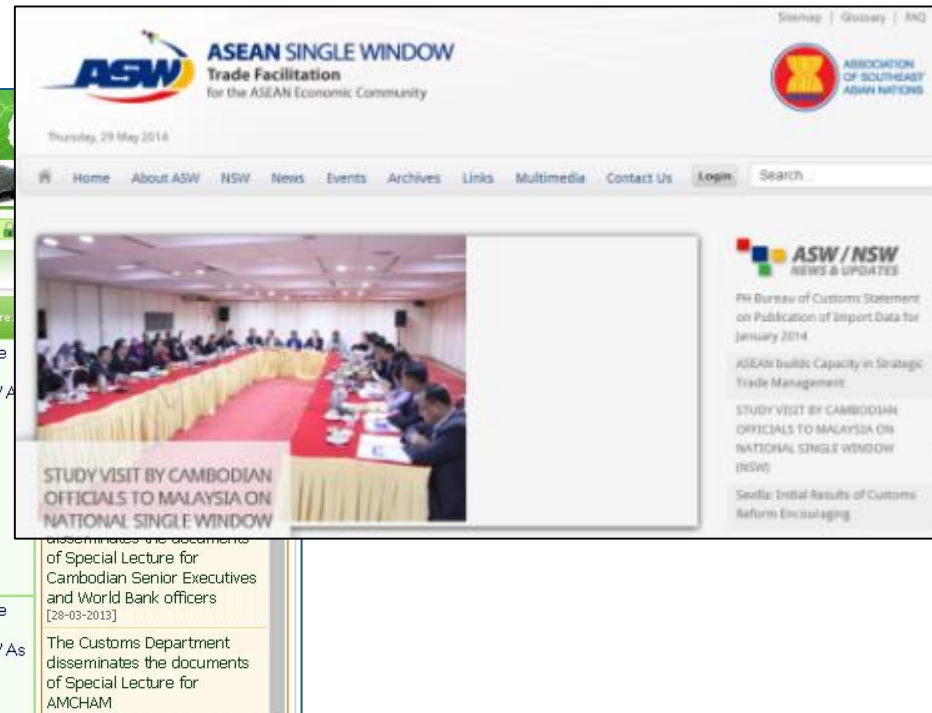 Sitemap | Glossary | FAQ
ASW
ASEAN SINGLE WINDOW
Trade Facilitation
for the ASEAN Economic Community
ASSOCIATION
OF SOUTHEAST
ASIAN NATIONS
Thursday, 29 May 2014
Home About ASW NSW News Events Archives Links Multimedia Contact Us Login Search...
STUDY VISIT BY CAMBODIAN
OFFICIALS TO MALAYSIA ON
NATIONAL SINGLE WINDOW
ASW/NSW
NEWS & UPDATES
PH Bureau of Customs Statement
on Publication of Import Data for
January 2014
ASEAN builds Capacity in Strategic
Trade Management
STUDY VISIT BY CAMBODIAN
OFFICIALS TO MALAYSIA ON
NATIONAL SINGLE WINDOW
(NSW)
Sevilla: Initial Results of Customs
Reform Encouraging
disseminates the documents
of Special Lecture for
Cambodian Senior Executives
and World Bank officers
[28-03-2013]
The Customs Department
disseminates the documents
of Special Lecture for
AMCHAM
As